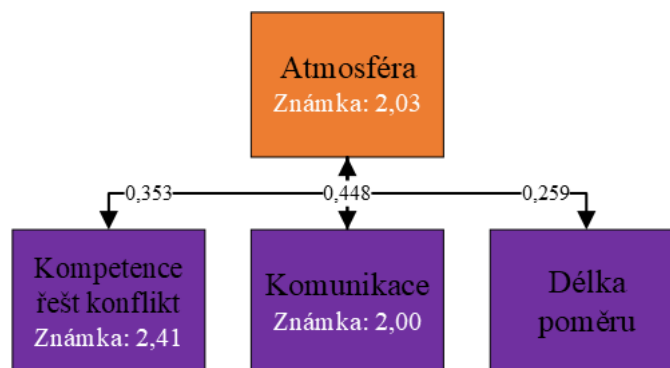 Atmosféra
Známka: 2,03
0,353
0,448
0,259
Kompetence
řešt konflikt
Známka: 2,41
Komunikace
Známka: 2,00
Délka
poměru